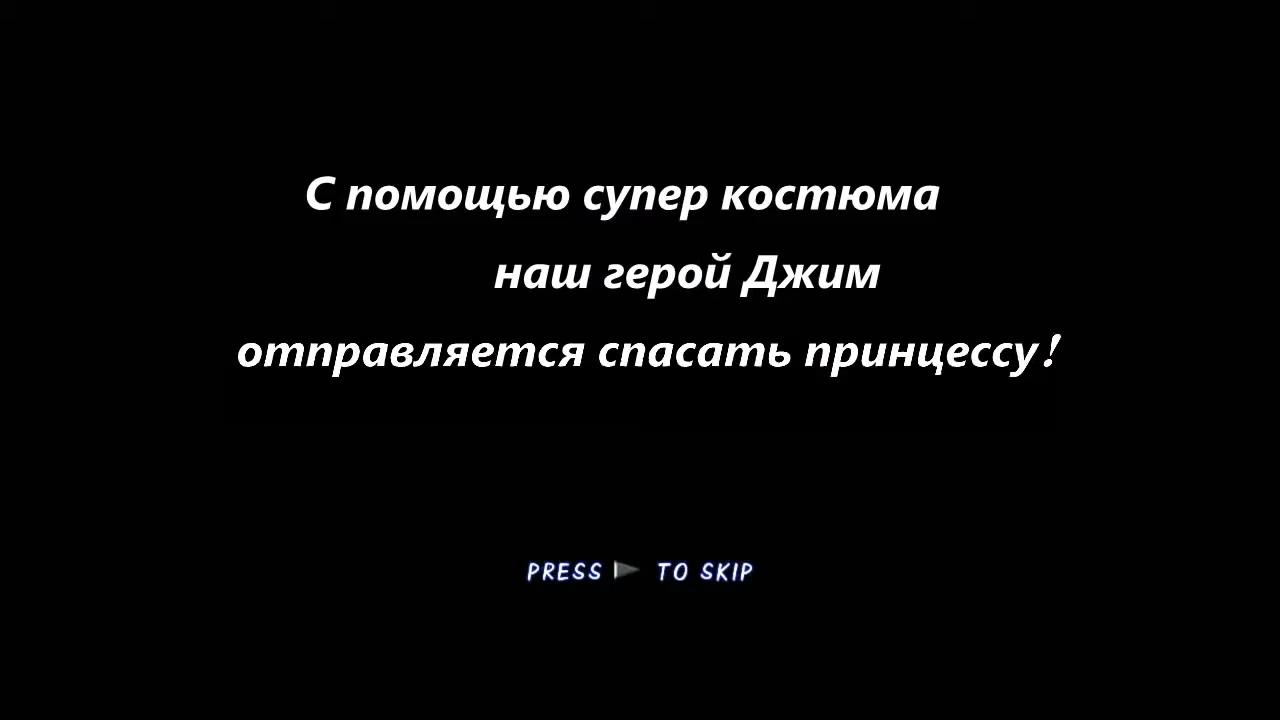 С помощью супер костюма
наш герой Джим
отправляется спасать принцессу!
PRESS ► TO SKIP